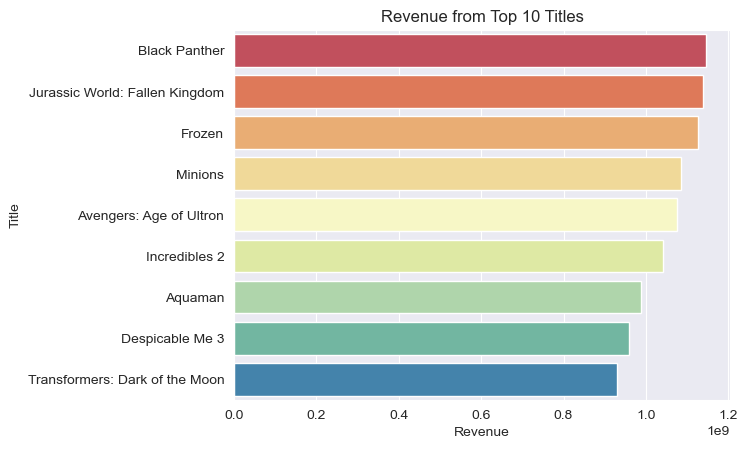 Revenue from Top 10 Titles
Black Panther
Jurassic World: Fallen Kingdom
Frozen
Minions
Avengers: Age of Ultron
Incredibles 2
Aquaman
Despicable Me 3
Transformers: Dark of the Moon
Title
0.0 0.2 0.4 0.6 0.8 1.0 1.2
1e9
Revenue